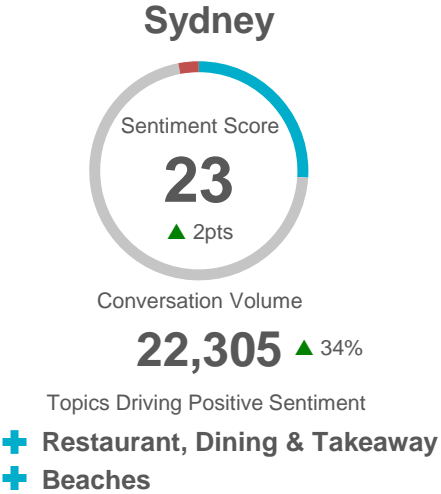 Sydney
Sentiment Score
23
▲ 2pts
Conversation Volume
22,305 ▲ 34%
Topics Driving Positive Sentiment
Restaurant, Dining & Takeaway
Beaches